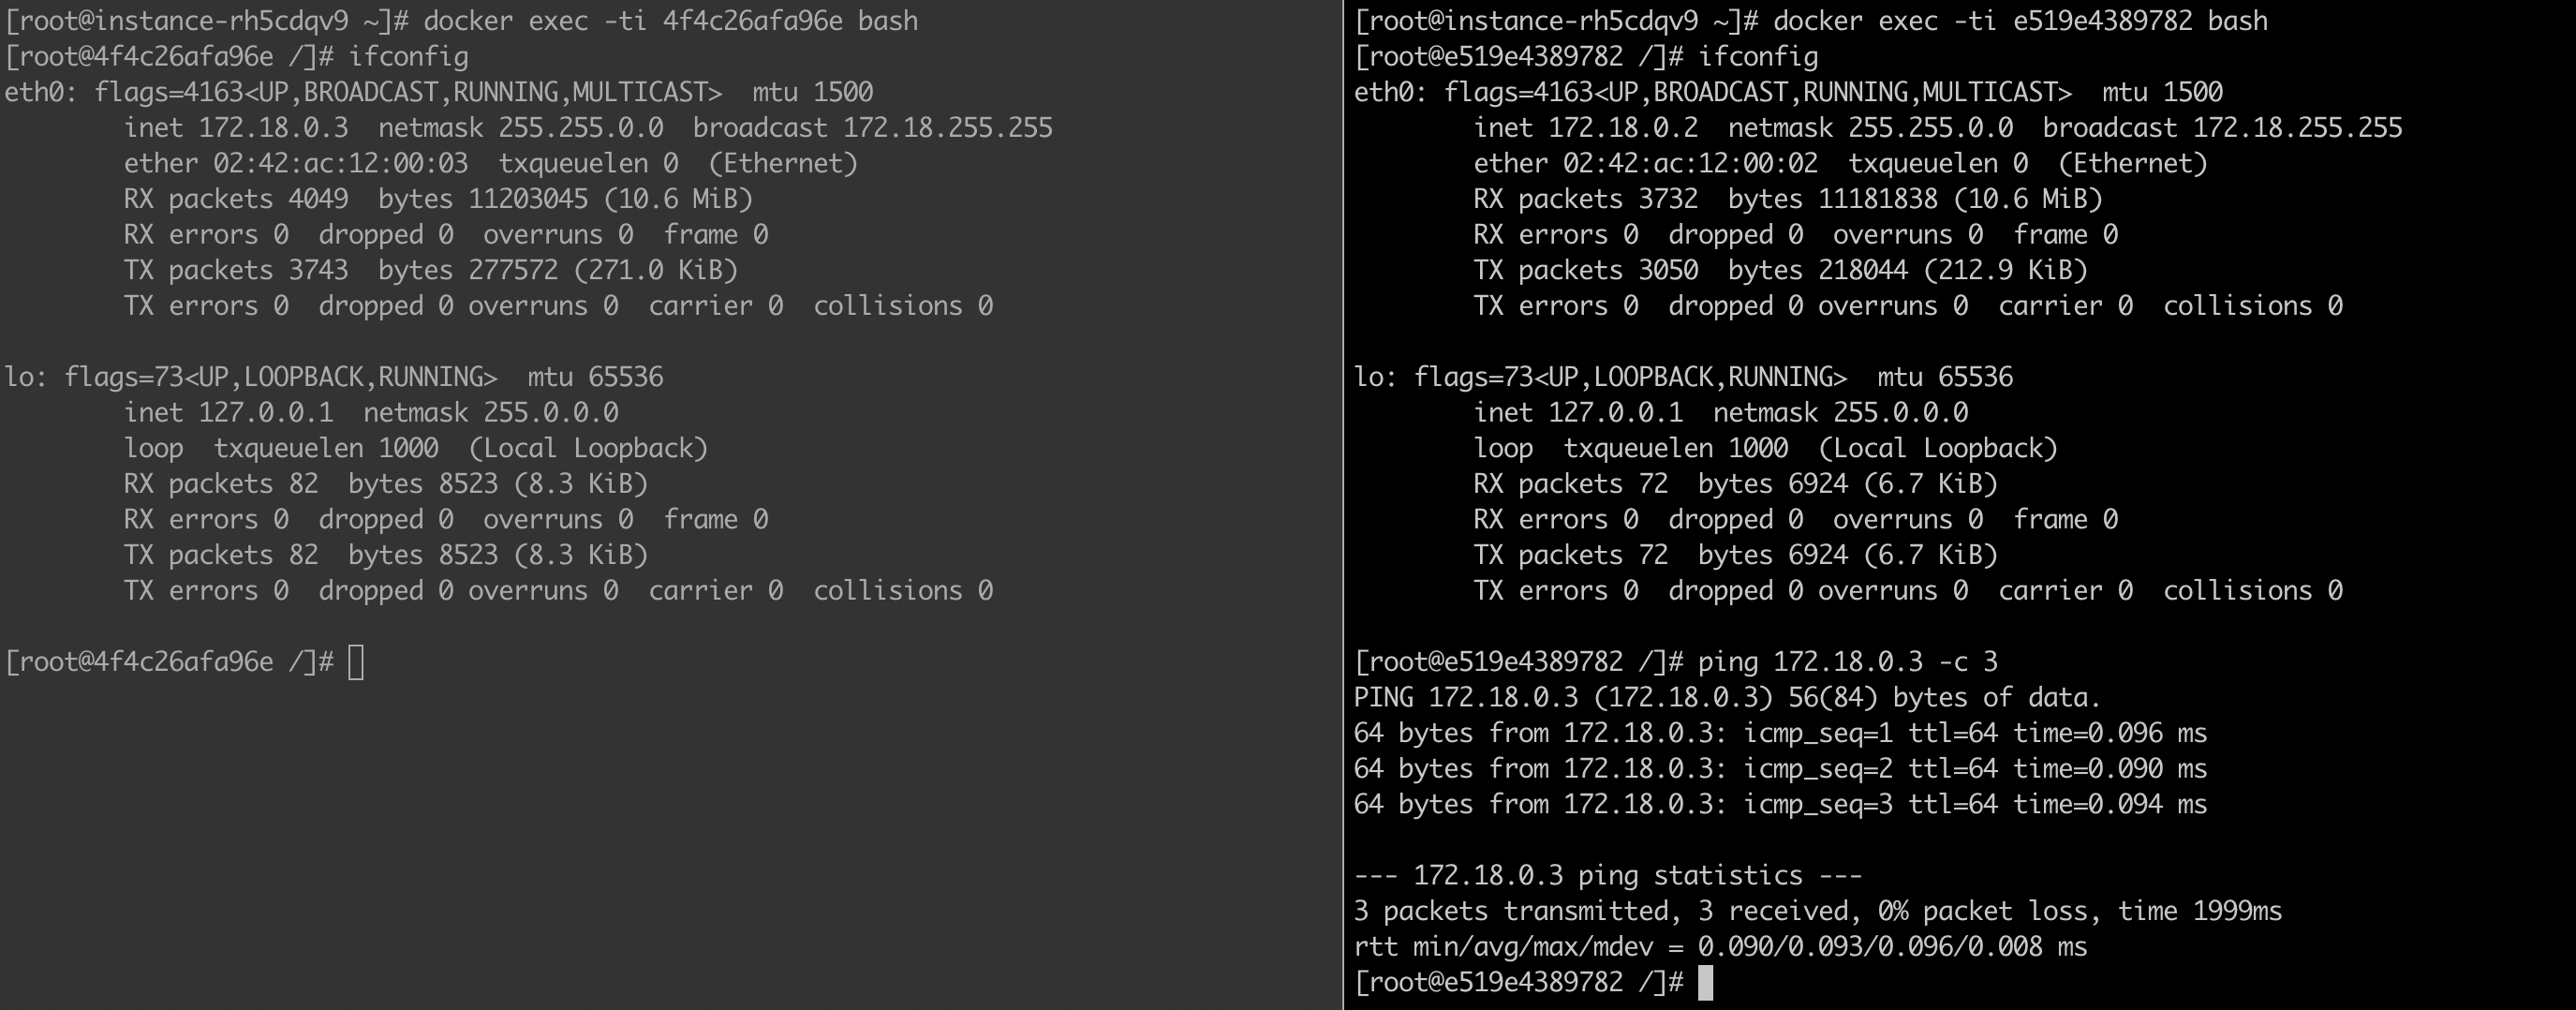 [root@instance-rh5cdqv9 ~]# docker exec -ti 4f4c26afa96e bash
[root@4f4c26afa96e /]# ifconfig
eth0: flags=4163<UP,BROADCAST,RUNNING,MULTICAST>  mtu 1500
        inet 172.18.0.3  netmask 255.255.0.0  broadcast 172.18.255.255
        ether 02:42:ac:12:00:03  txqueuelen 0  (Ethernet)
        RX packets 4049  bytes 11203045 (10.6 MiB)
        RX errors 0  dropped 0  overruns 0  frame 0
        TX packets 3743  bytes 277572 (271.0 KiB)
        TX errors 0  dropped 0 overruns 0  carrier 0  collisions 0

lo: flags=73<UP,LOOPBACK,RUNNING>  mtu 65536
        inet 127.0.0.1  netmask 255.0.0.0
        loop  txqueuelen 1000  (Local Loopback)
        RX packets 82  bytes 8523 (8.3 KiB)
        RX errors 0  dropped 0  overruns 0  frame 0
        TX packets 82  bytes 8523 (8.3 KiB)
        TX errors 0  dropped 0 overruns 0  carrier 0  collisions 0

[root@4f4c26afa96e /]#
[root@instance-rh5cdqv9 ~]# docker exec -ti e519e4389782 bash
[root@e519e4389782 /]# ifconfig
eth0: flags=4163<UP,BROADCAST,RUNNING,MULTICAST>  mtu 1500
        inet 172.18.0.2  netmask 255.255.0.0  broadcast 172.18.255.255
        ether 02:42:ac:12:00:02  txqueuelen 0  (Ethernet)
        RX packets 3732  bytes 11181838 (10.6 MiB)
        RX errors 0  dropped 0  overruns 0  frame 0
        TX packets 3050  bytes 218044 (212.9 KiB)
        TX errors 0  dropped 0 overruns 0  carrier 0  collisions 0

lo: flags=73<UP,LOOPBACK,RUNNING>  mtu 65536
        inet 127.0.0.1  netmask 255.0.0.0
        loop  txqueuelen 1000  (Local Loopback)
        RX packets 72  bytes 6924 (6.7 KiB)
        RX errors 0  dropped 0  overruns 0  frame 0
        TX packets 72  bytes 6924 (6.7 KiB)
        TX errors 0  dropped 0 overruns 0  carrier 0  collisions 0

[root@e519e4389782 /]# ping 172.18.0.3 -c 3
PING 172.18.0.3 (172.18.0.3) 56(84) bytes of data.
64 bytes from 172.18.0.3: icmp_seq=1 ttl=64 time=0.096 ms
64 bytes from 172.18.0.3: icmp_seq=2 ttl=64 time=0.090 ms
64 bytes from 172.18.0.3: icmp_seq=3 ttl=64 time=0.094 ms

--- 172.18.0.3 ping statistics ---
3 packets transmitted, 3 received, 0% packet loss, time 1999ms
rtt min/avg/max/mdev = 0.090/0.093/0.096/0.008 ms
[root@e519e4389782 /]#